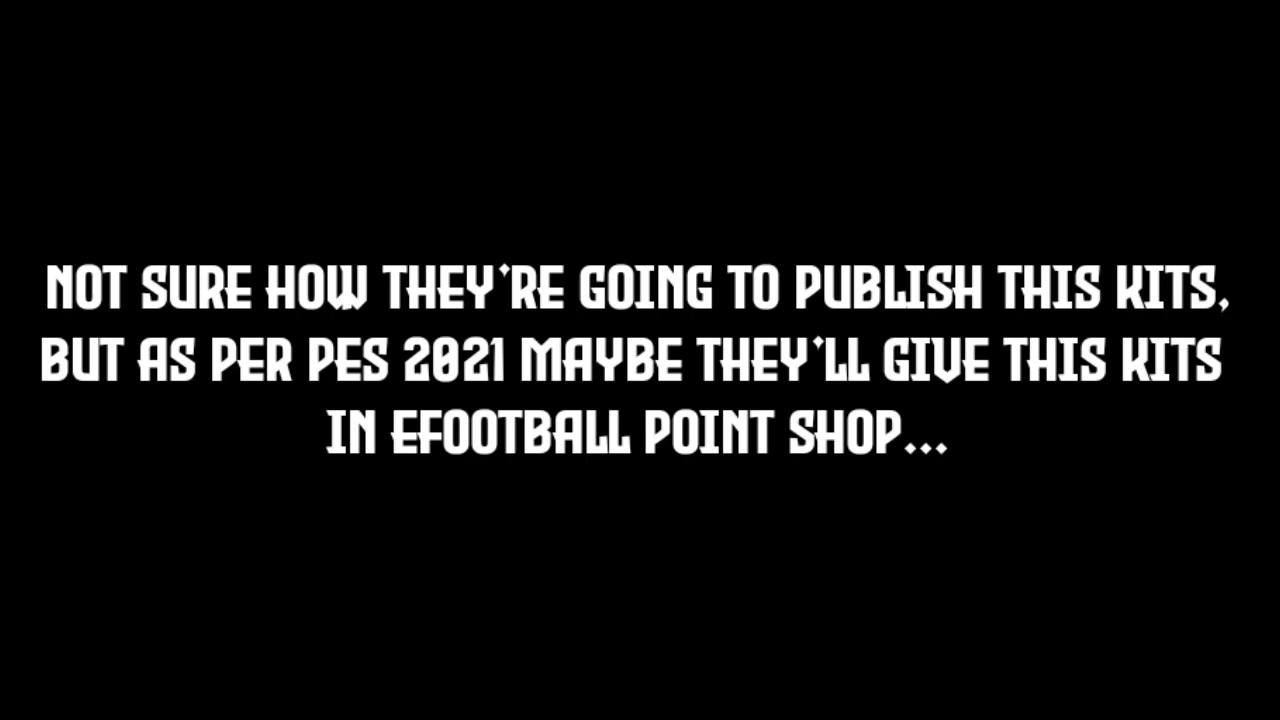 NOT SURE HOW THEY'RE GOING TO PUBLISH THIS KITS,
BUT AS PER PES 2021 MAYBE THEY'LL GIVE THIS KITS
IN EFOOTBALL POINT SHOP...